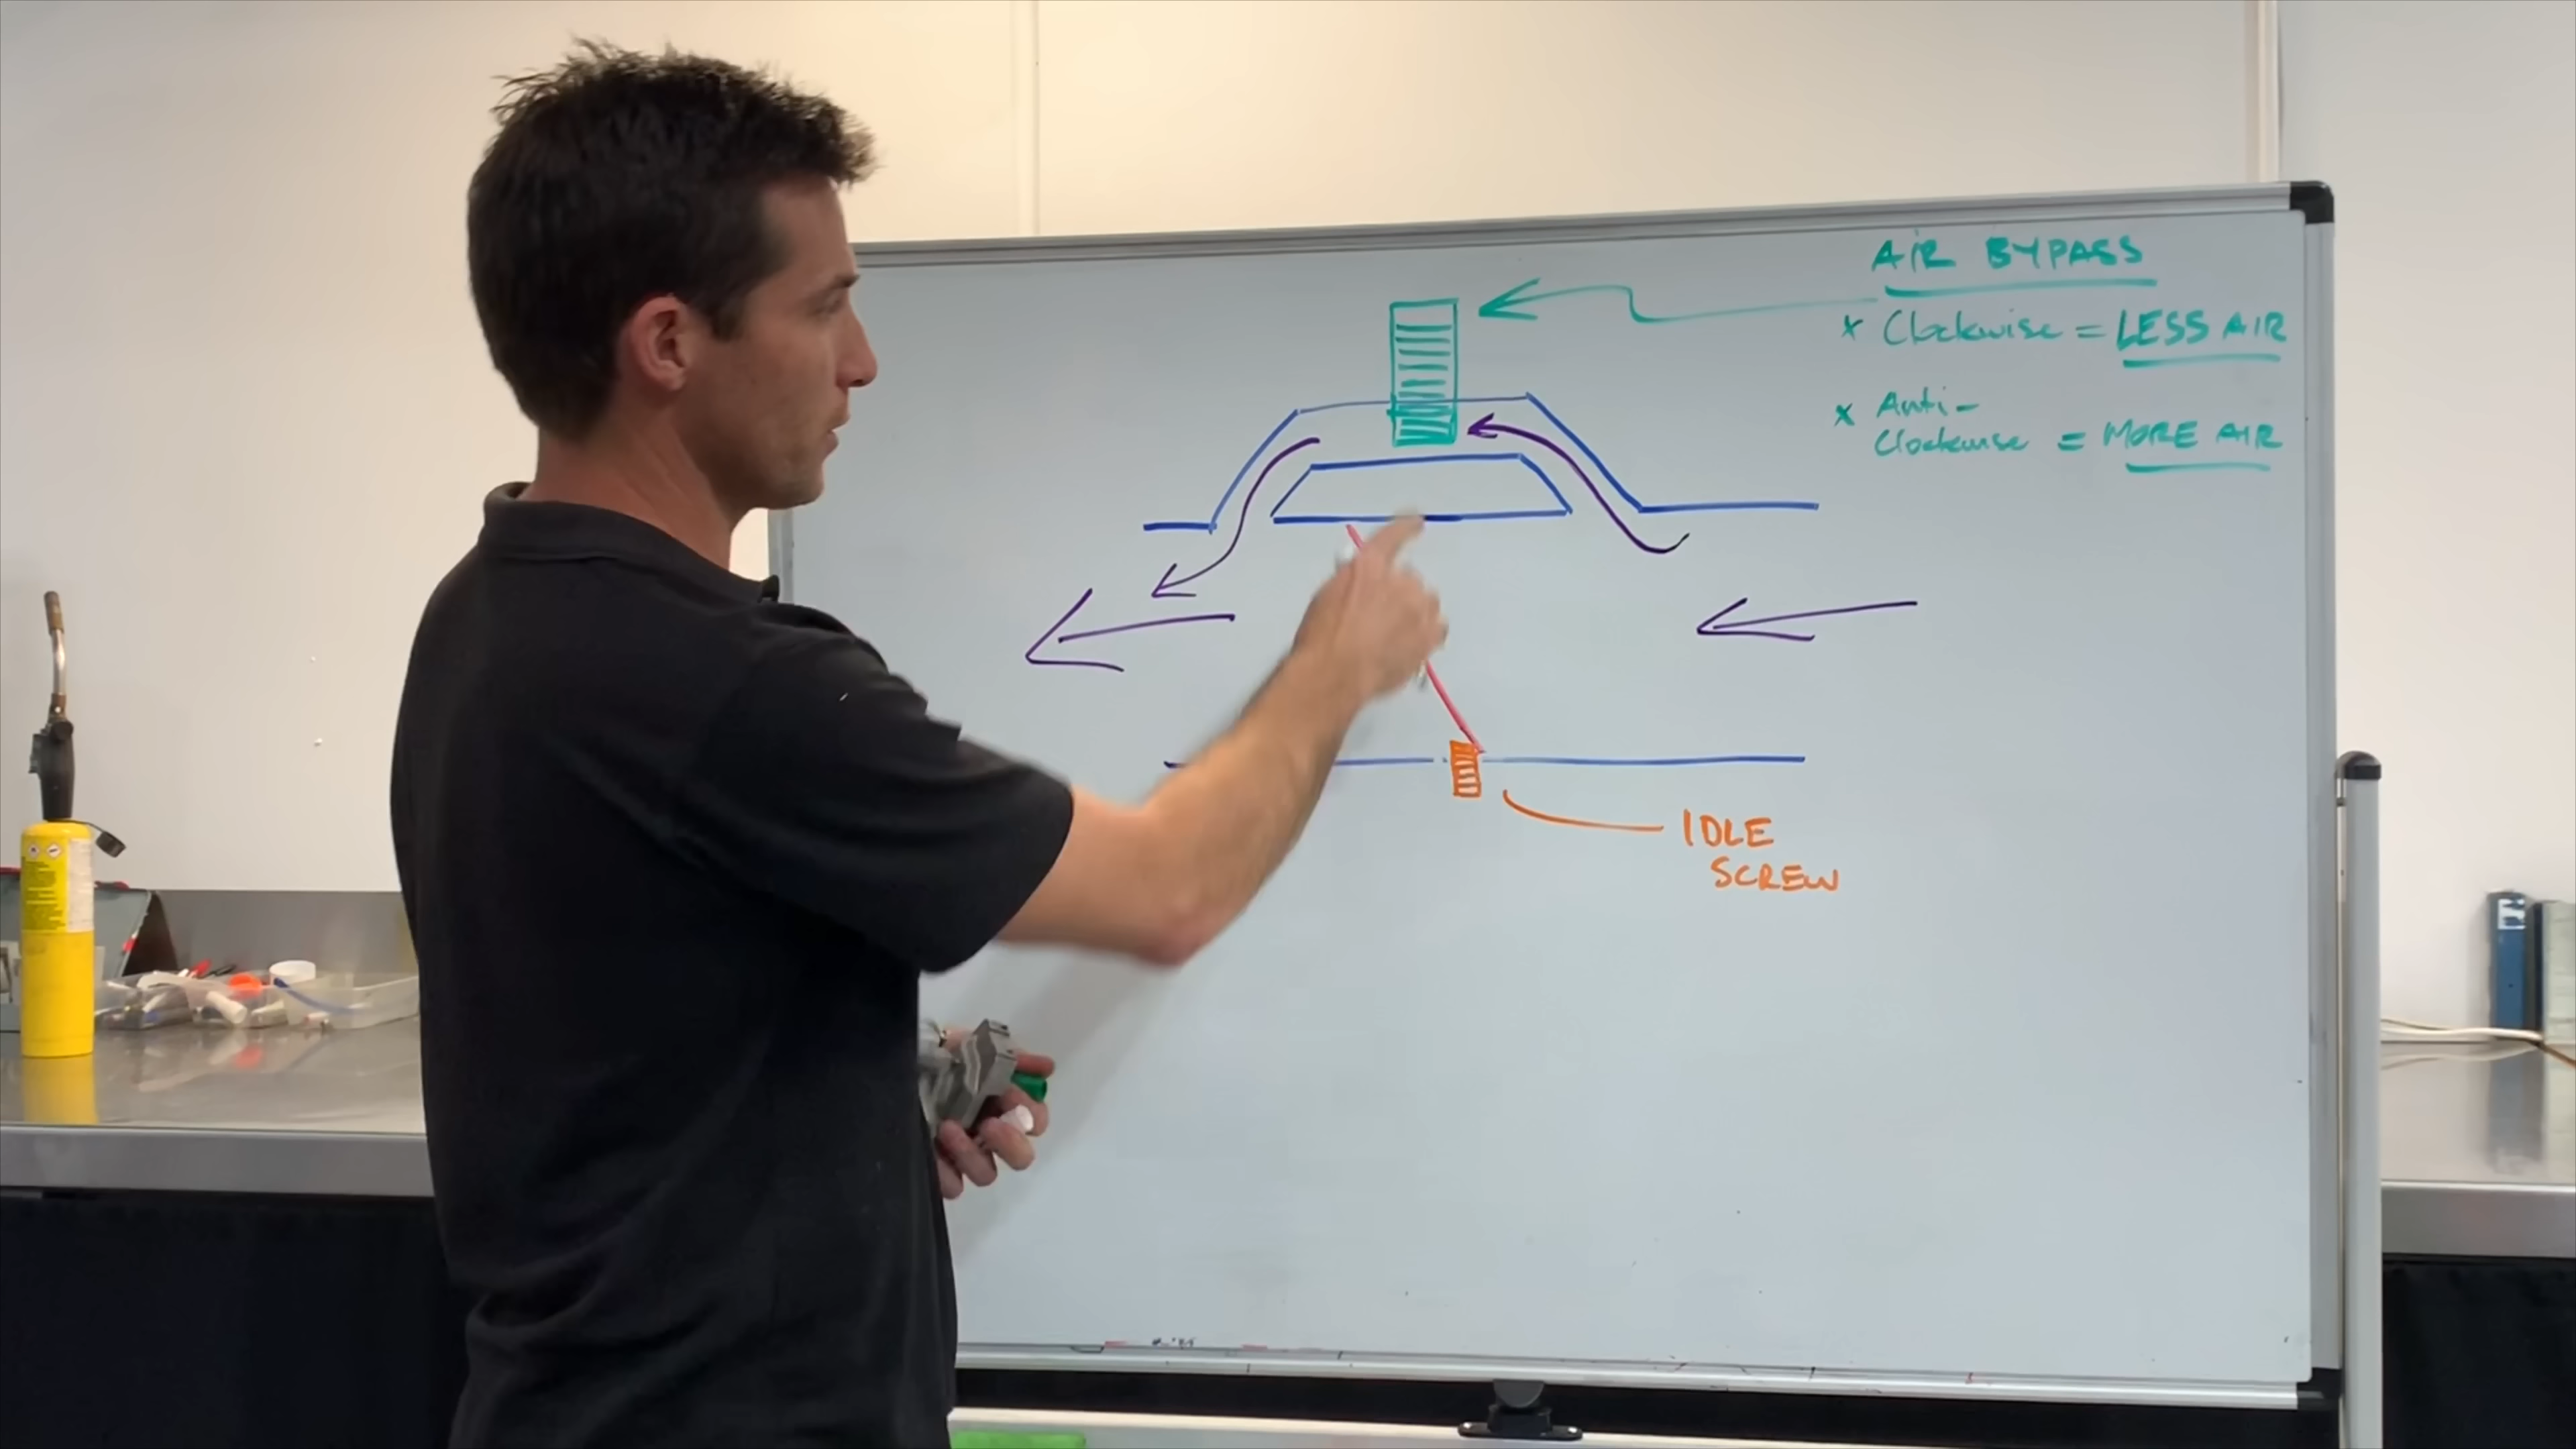 AIR BYPASS
x Clockwise = LESS AIR
x Anti-
Clockwise = MORE AIR
IDLE
SCREW